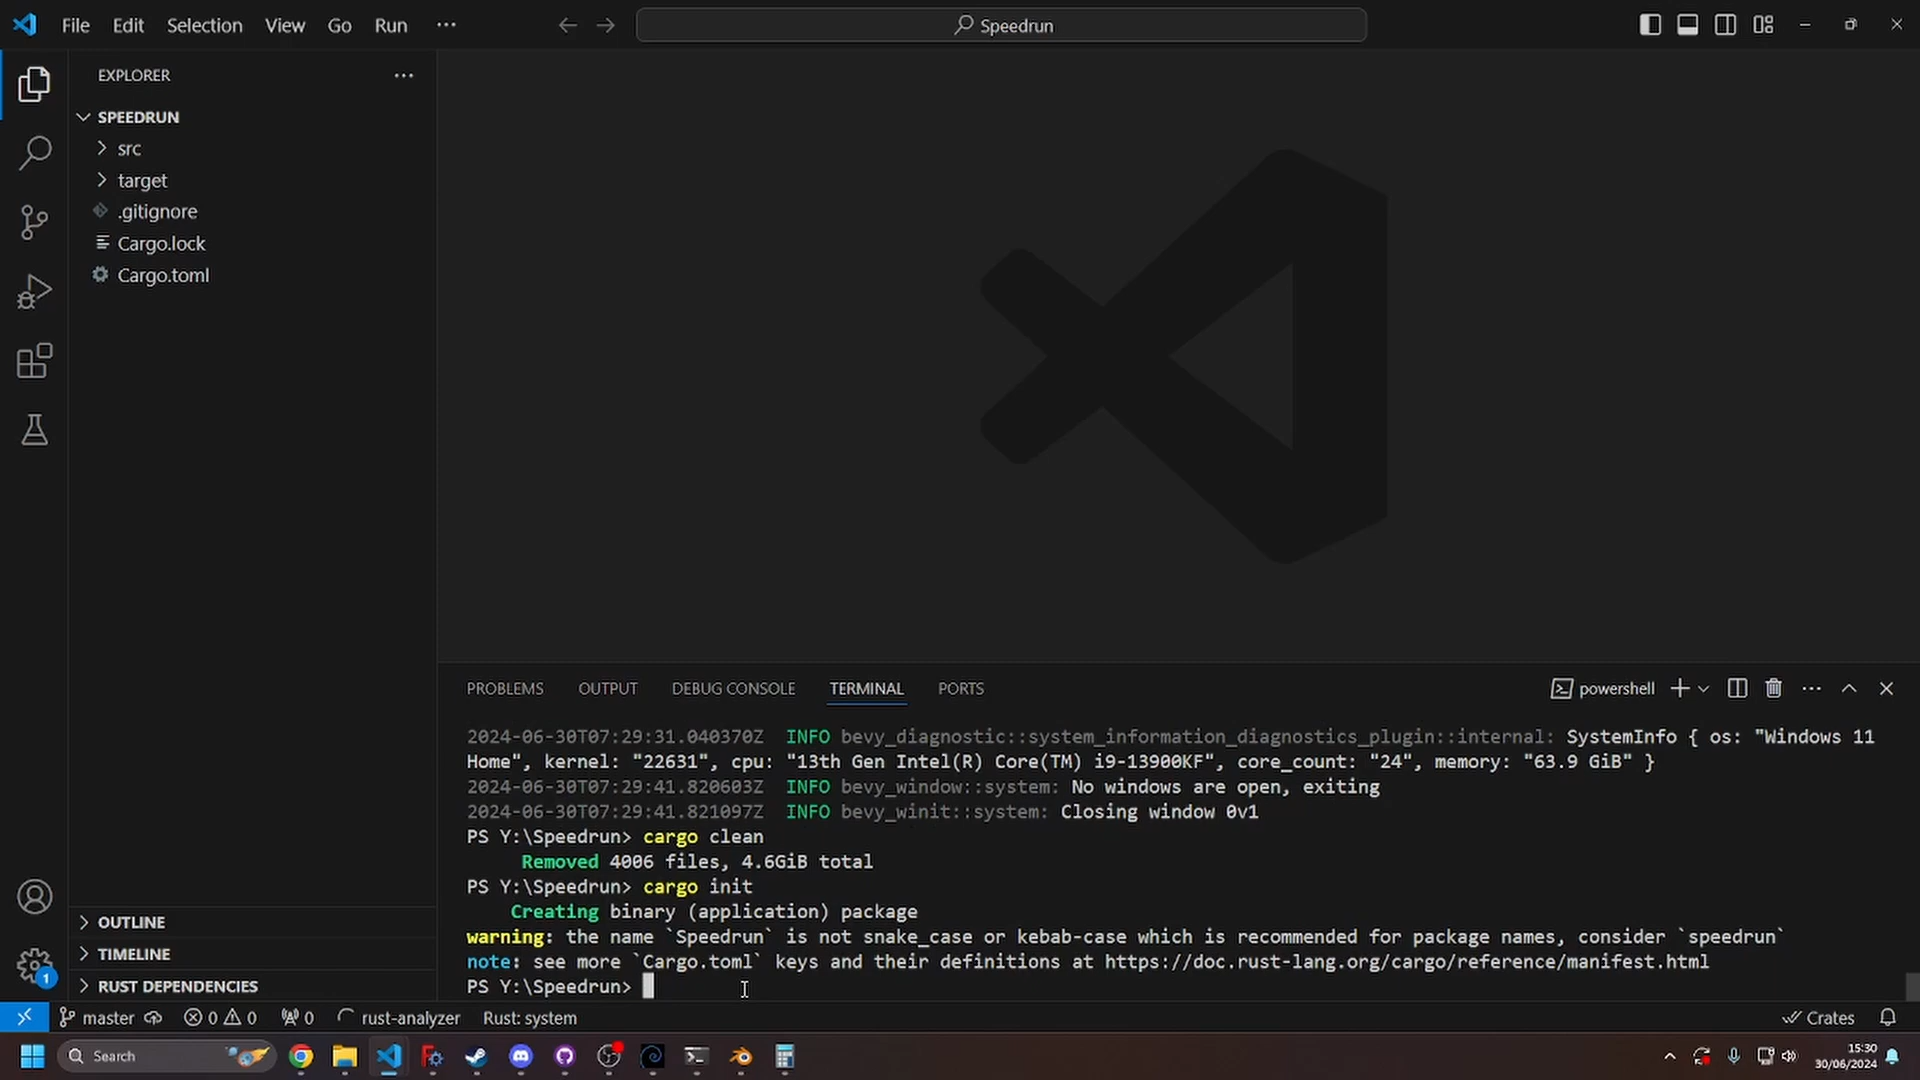 File Edit Selection View Go Run ··· Speedrun
EXPLORER ···
SPEEDRUN
src
target
.gitignore
Cargo.lock
Cargo.toml
OUTLINE
TIMELINE
RUST DEPENDENCIES
PROBLEMS OUTPUT DEBUG CONSOLE TERMINAL PORTS powershell
2024-06-30T07:29:31.040370Z INFO bevy_diagnostic::system_information_diagnostics_plugin::internal: SystemInfo { os: "Windows 11
Home", kernel: "22631", cpu: "13th Gen Intel(R) Core(TM) i9-13900KF", core_count: "24", memory: "63.9 GiB" }
2024-06-30T07:29:41.820603Z INFO bevy_window::system: No windows are open, exiting
2024-06-30T07:29:41.821097Z INFO bevy_winit::system: Closing window 0v1
PS Y:\Speedrun> cargo clean
Removed 4006 files, 4.6GiB total
PS Y:\Speedrun> cargo init
Creating binary (application) package
warning: the name `Speedrun` is not snake_case or kebab-case which is recommended for package names, consider `speedrun`
note: see more `Cargo.toml` keys and their definitions at https://doc.rust-lang.org/cargo/reference/manifest.html
PS Y:\Speedrun>
1
master 0 0 0 rust-analyzer Rust: system Crates
Search
15:30
30/06/2024